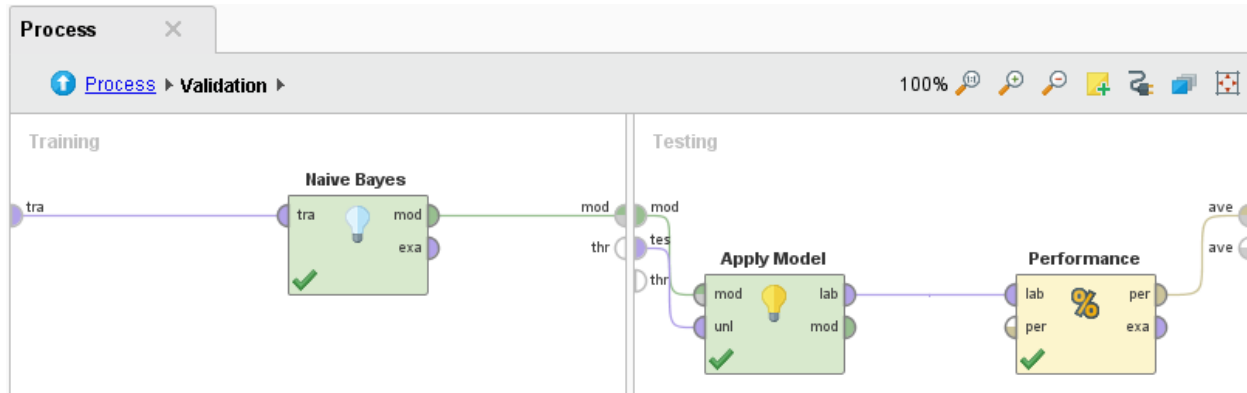 Process
Process Validation
100%
Training
Testing
Naive Bayes
tra
tra
mod
exa
mod
thr
mod
tes
thr
Apply Model
mod
lab
unl
mod
Performance
%
lab
per
per
exa
ave
ave